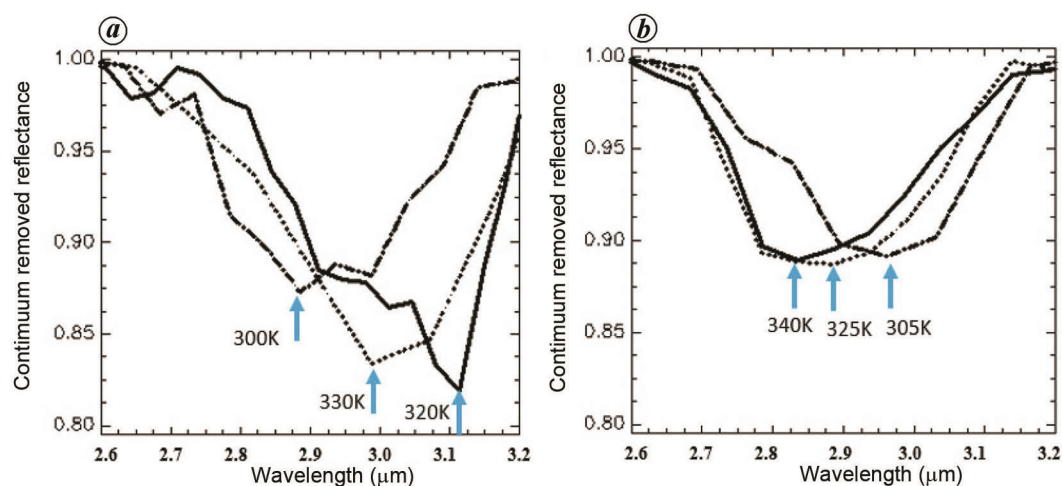 a
1.00
0.95
0.90
0.85
0.80
Contimuum removed reflectance
300K
330K
320K
2.6 2.7 2.8 2.9 3.0 3.1 3.2
Wavelength (μm)
b
1.00
0.95
0.90
0.85
0.80
Contimuum removed reflectance
340K 325K 305K
2.6 2.7 2.8 2.9 3.0 3.1 3.2
Wavelength (μm)